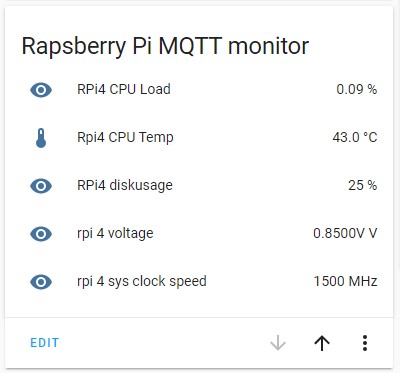 Rapsberry Pi MQTT monitor
RPi4 CPU Load 0.09 %
Rpi4 CPU Temp 43.0 °C
RPi4 diskusage 25 %
rpi 4 voltage 0.8500V V
rpi 4 sys clock speed 1500 MHz
EDIT